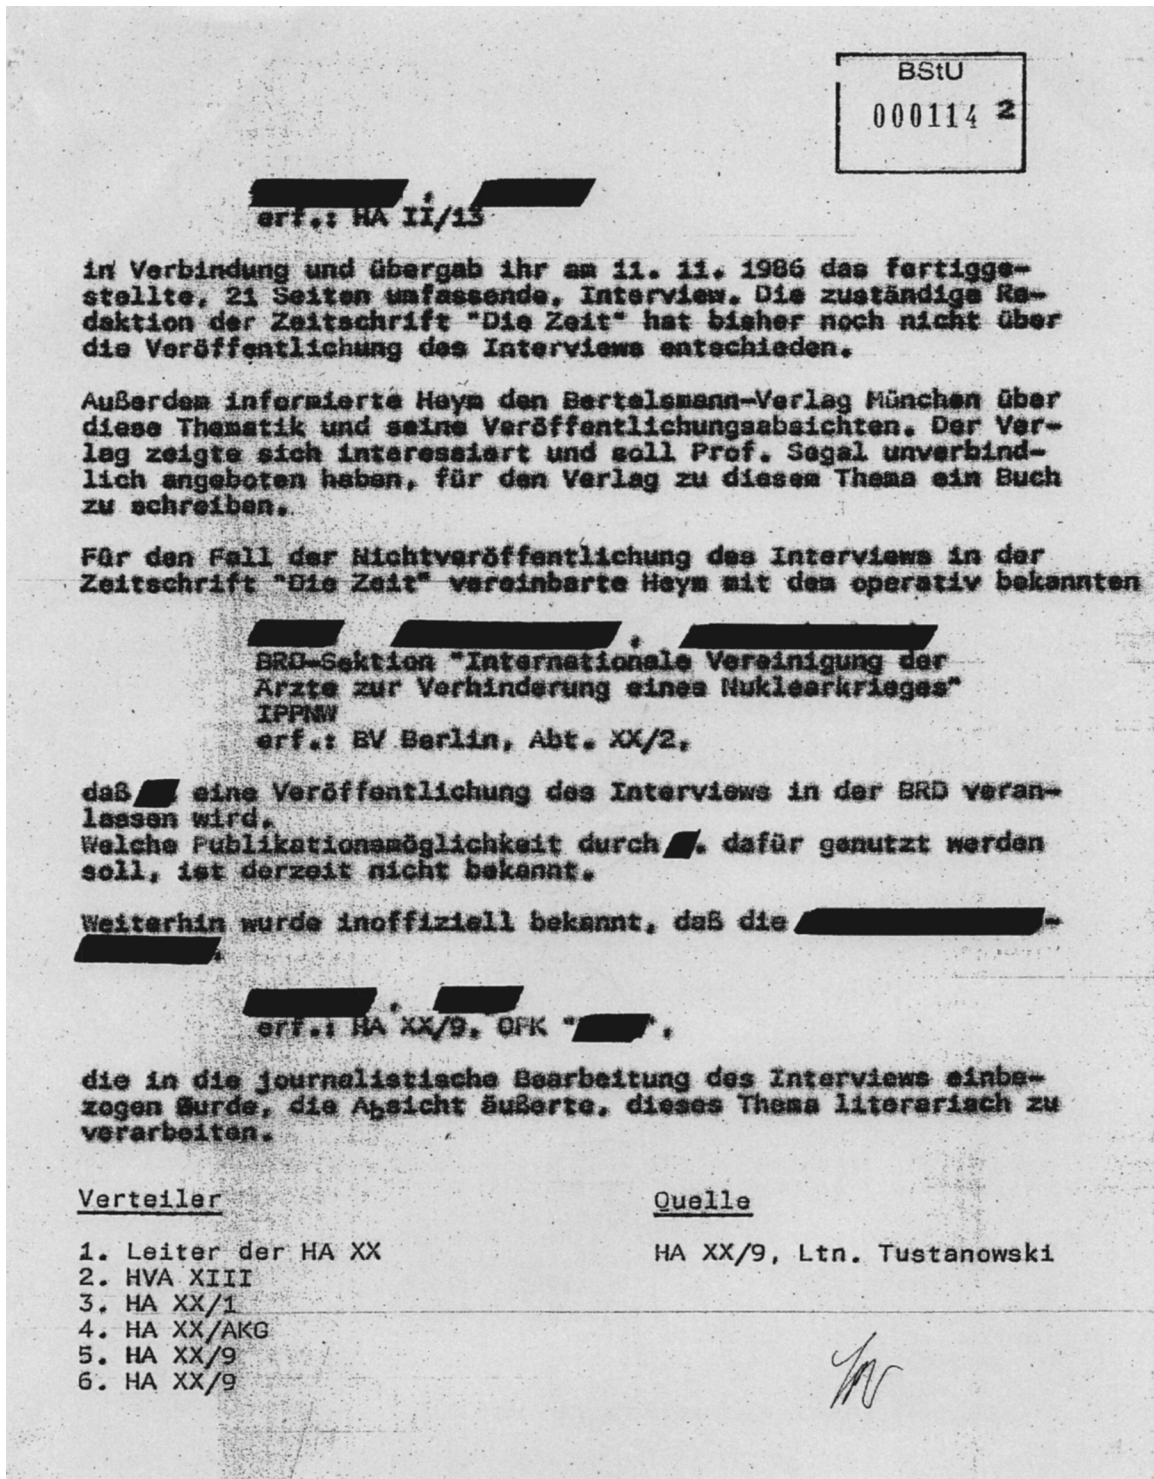 BStU
000114 2
erf.: HA II/13
in Verbindung und übergab ihr am 11. 11. 1986 das fertigge-
stellte, 21 Seiten umfassende, Interview. Die zuständige Re-
daktion der Zeitschrift "Die Zeit" hat bisher noch nicht über
die Veröffentlichung des Interviews entschieden.
Außerdem informierte Heym den Bertelsmann-Verlag München über
diese Thematik und seine Veröffentlichungsabsichten. Der Ver-
lag zeigte sich interessiert und soll Prof. Segal unverbind-
lich angeboten haben, für den Verlag zu diesem Thema ein Buch
zu schreiben.
Für den Fall der Nichtveröffentlichung des Interviews in der
Zeitschrift "Die Zeit" vereinbarte Heym mit dem operativ bekannten
BRD-Sektion "Internationale Vereinigung der
Ärzte zur Verhinderung eines Nuklearkrieges"
IPPNW
erf.: BV Berlin, Abt. XX/2,
daß eine Veröffentlichung des Interviews in der BRD veran-
lassen wird.
Welche Publikationsmöglichkeit durch . dafür genutzt werden
soll, ist derzeit nicht bekannt.
Weiterhin wurde inoffiziell bekannt, daß die -
erf.: HA XX/9, OPK " ",
die in die journalistische Bearbeitung des Interviews einbe-
zogen wurde, die Absicht äußerte, dieses Thema literarisch zu
verarbeiten.
Verteiler
Quelle
1. Leiter der HA XX
HA XX/9, Ltn. Tustanowski
2. HVA XIII
3. HA XX/1
4. HA XX/AKG
5. HA XX/9
6. HA XX/9